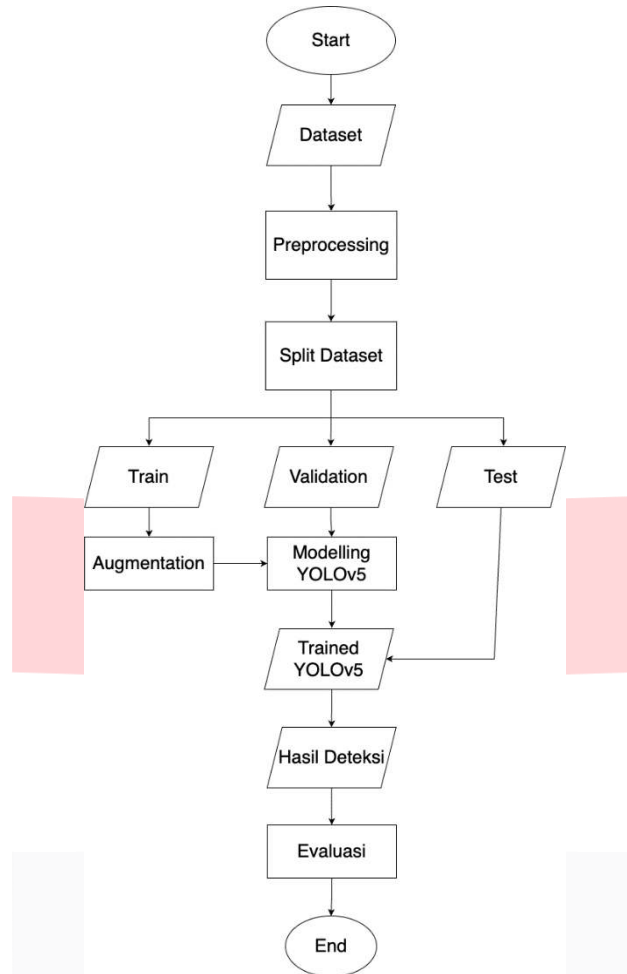 Start
Dataset
Preprocessing
Split Dataset
Train
Validation
Test
Augmentation
Modelling
YOLOv5
Trained
YOLOv5
Hasil Deteksi
Evaluasi
End